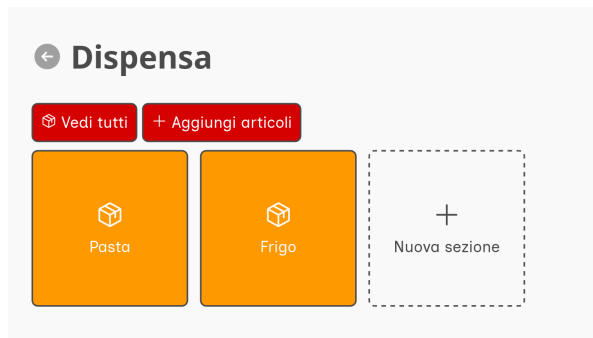 Dispensa
Vedi tutti
Aggiungi articoli
Pasta
Frigo
Nuova sezione